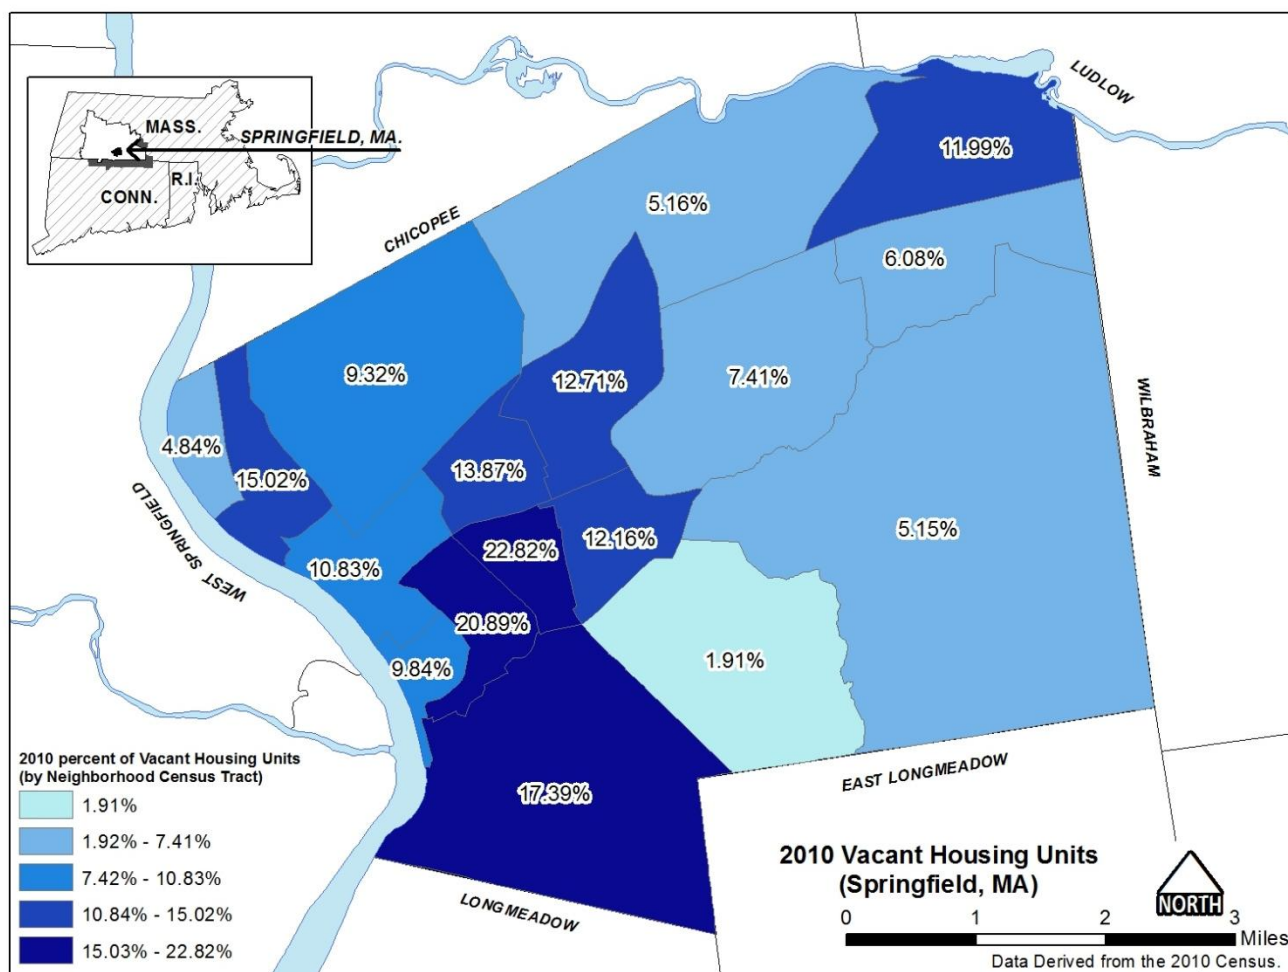 LUDLOW
MASS.
SPRINGFIELD, MA.
R.I.
CONN.
11.99%
5.16%
CHICOPEE
6.08%
9.32%
12.71%
7.41%
WILBRAHAM
4.84%
15.02%
13.87%
5.15%
WEST SPRINGFIELD
22.82%
12.16%
10.83%
20.89%
9.84%
1.91%
17.39%
EAST LONGMEADOW
LONGMEADOW
2010 percent of Vacant Housing Units
(by Neighborhood Census Tract)
1.91%
1.92% - 7.41%
7.42% - 10.83%
10.84% - 15.02%
15.03% - 22.82%
2010 Vacant Housing Units
(Springfield, MA)
NORTH
0 1 2 3
Miles
Data Derived from the 2010 Census.